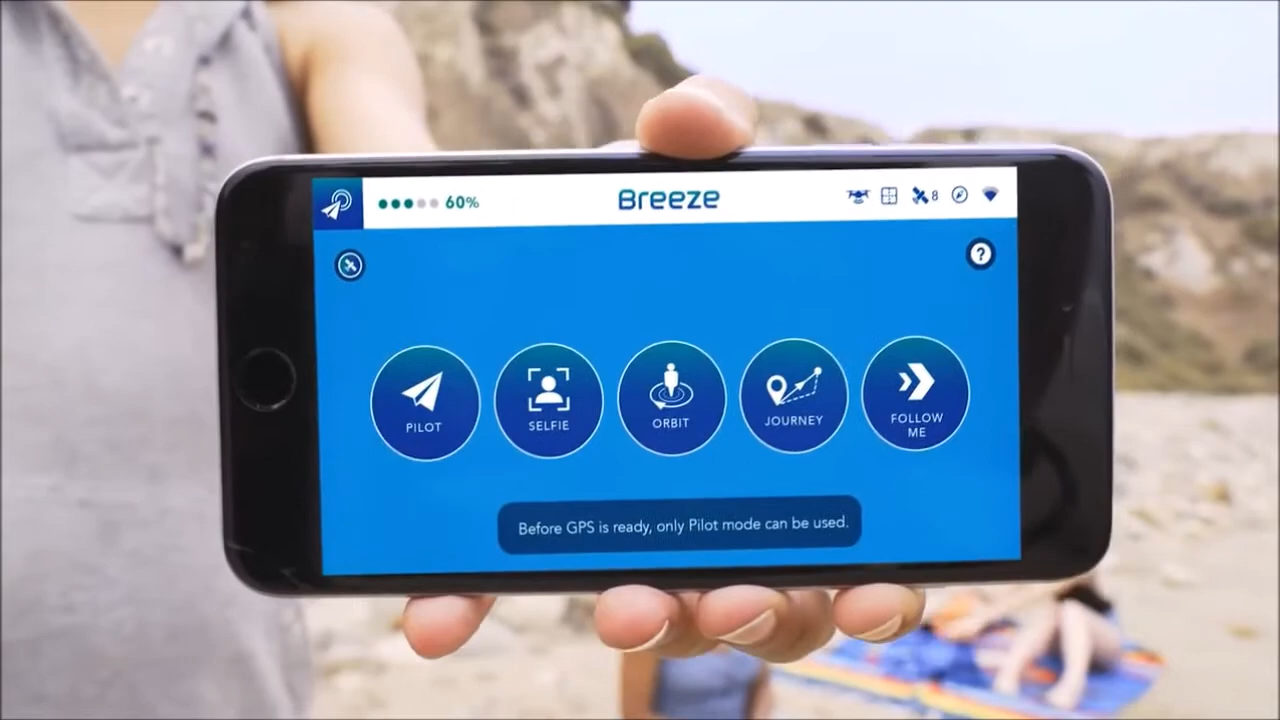 60%
Breeze
8
?
PILOT
SELFIE
ORBIT
JOURNEY
FOLLOW
ME
Before GPS is ready, only Pilot mode can be used.